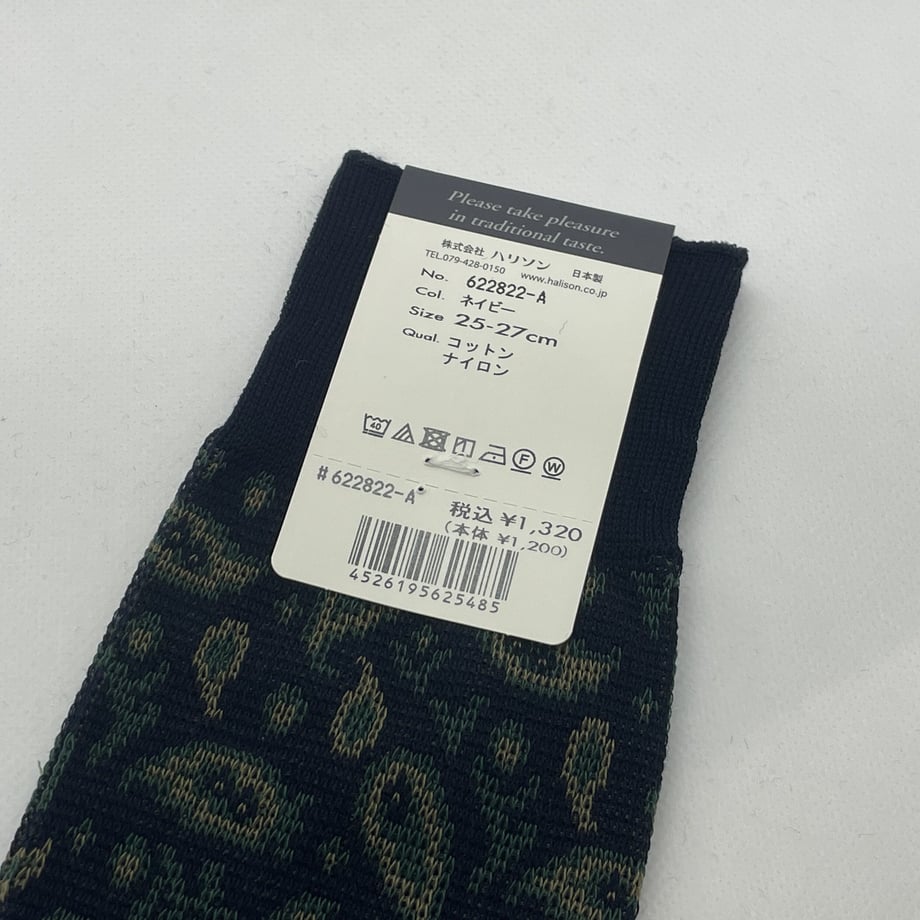 Please take pleasure
in traditional taste.
株式会社 ハリソン 日本製
TEL.079-428-0150 www.halison.co.jp
No. 622822-A
Col. ネイビー
Size 25-27cm
Qual. コットン
ナイロン
40
F W
#622822-A
税込 ¥1,320
(本体 ¥1,200)
4526195625485